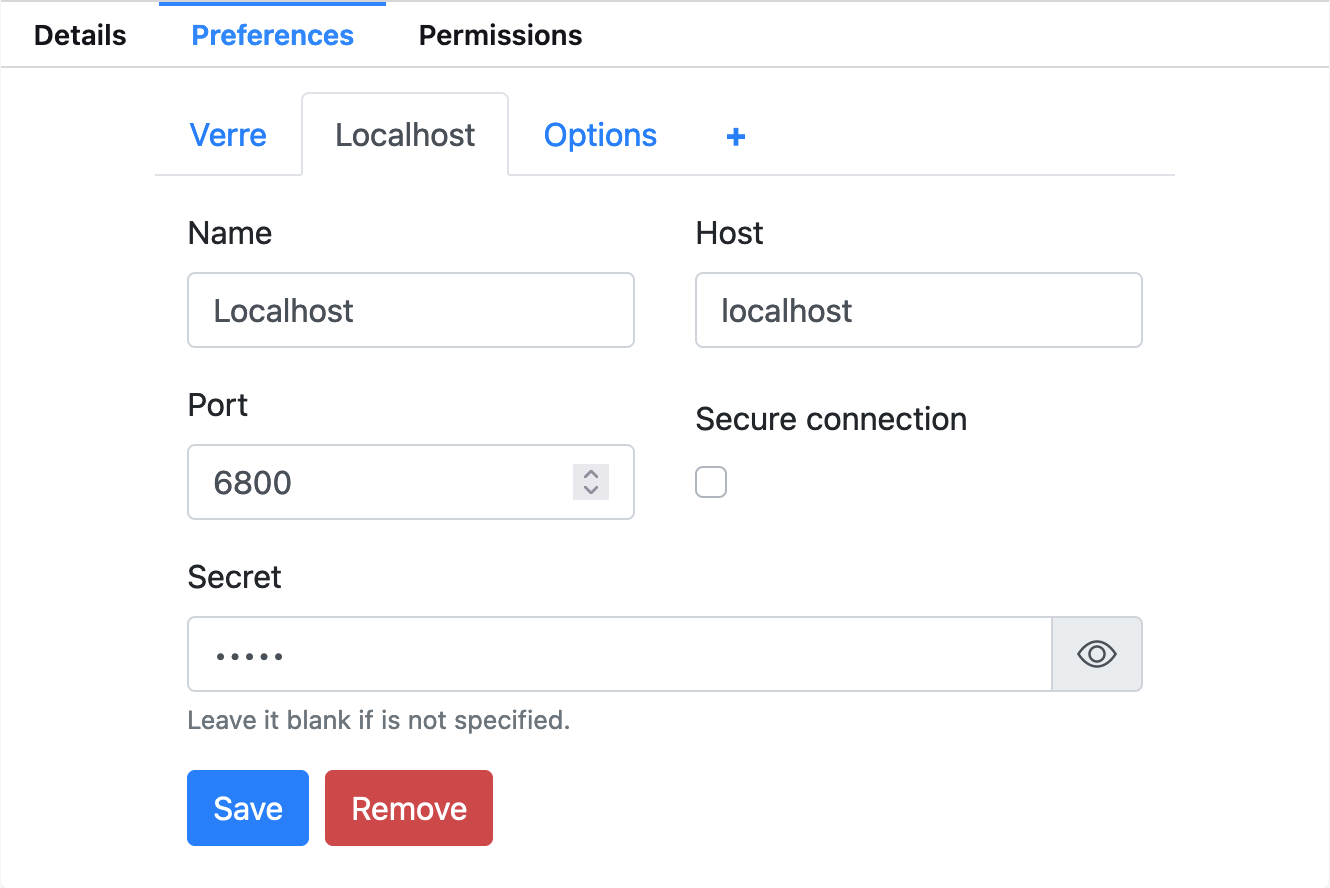 Details Preferences Permissions
Verre Localhost Options +
Name Host
Localhost localhost
Port
Secure connection
6800
Secret
•••••
Leave it blank if is not specified.
Save Remove